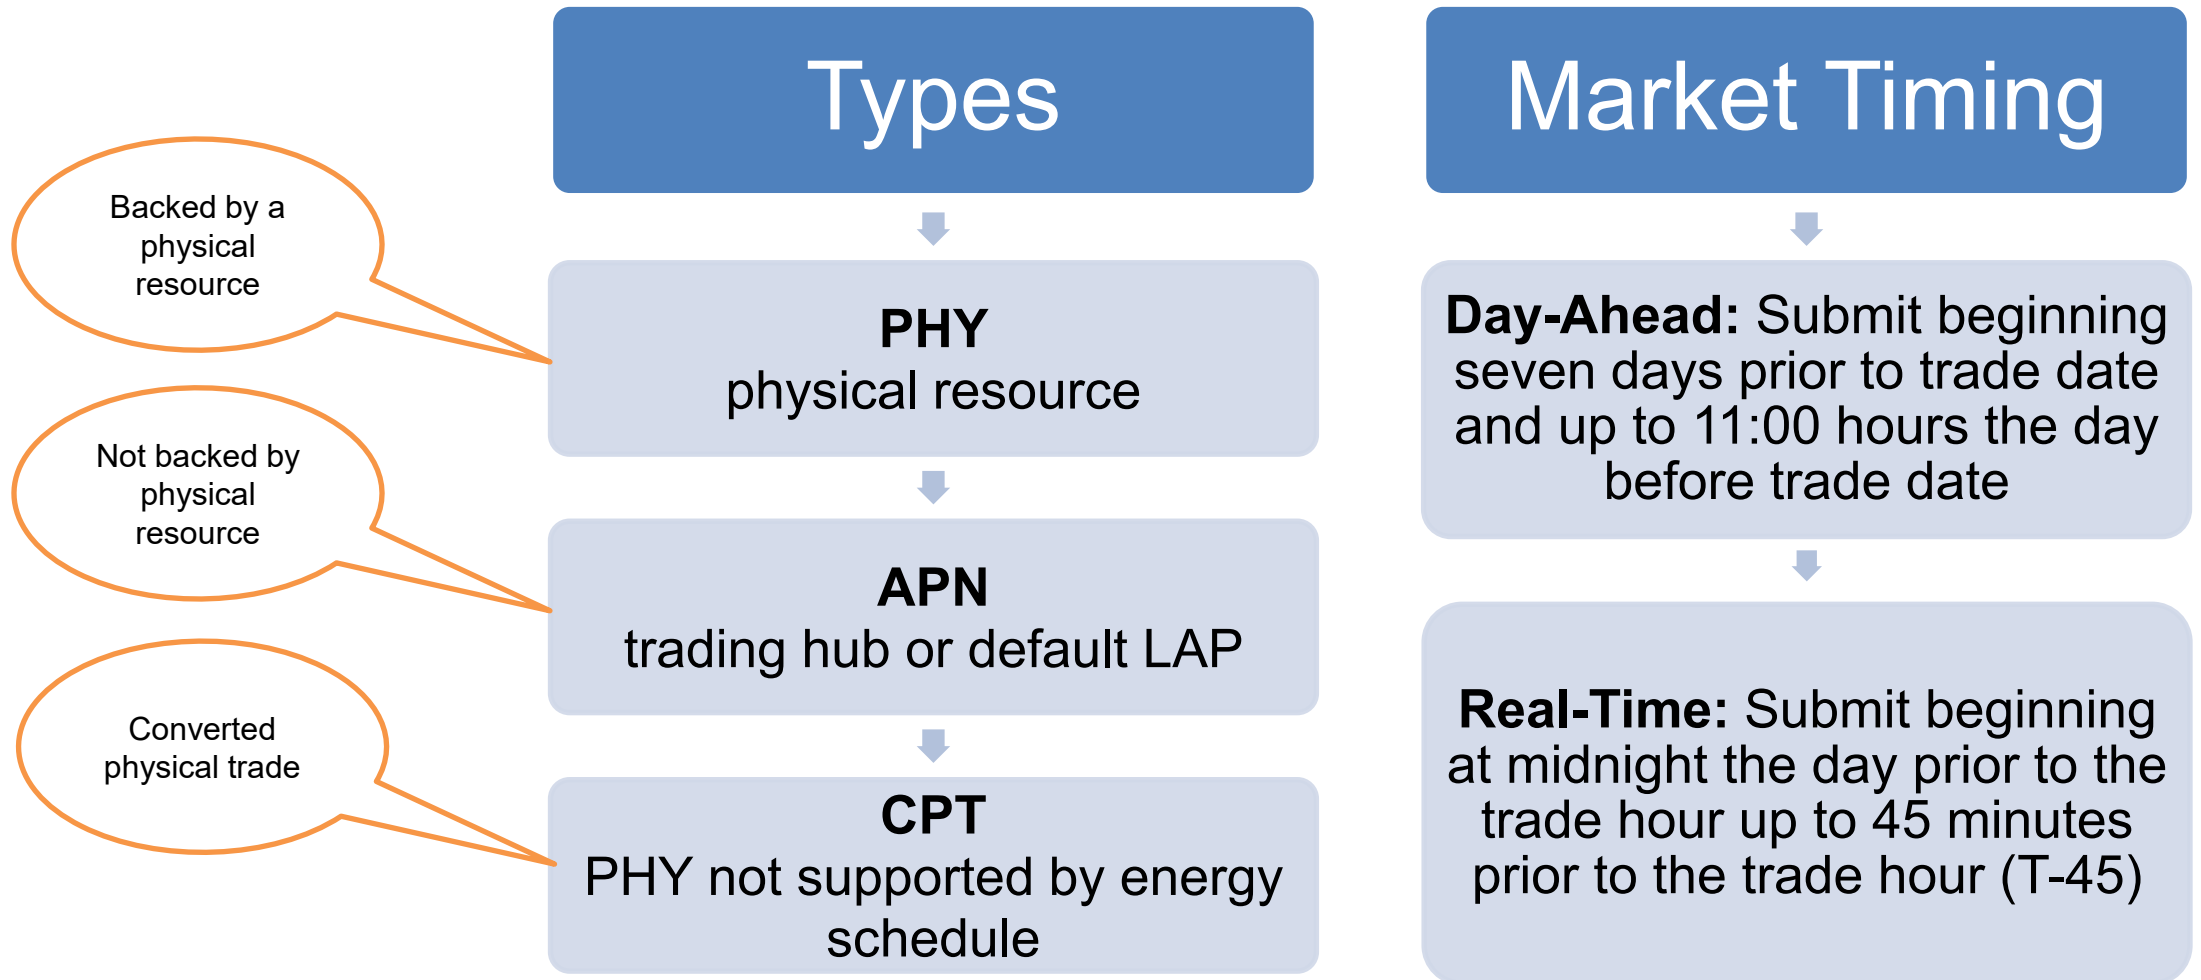 Types
Market Timing
Backed by a
physical
resource
PHY
physical resource
Not backed by
physical
resource
APN
trading hub or default LAP
Converted
physical trade
CPT
PHY not supported by energy
schedule
Day-Ahead: Submit beginning
seven days prior to trade date
and up to 11:00 hours the day
before trade date
Real-Time: Submit beginning
at midnight the day prior to the
trade hour up to 45 minutes
prior to the trade hour (T-45)